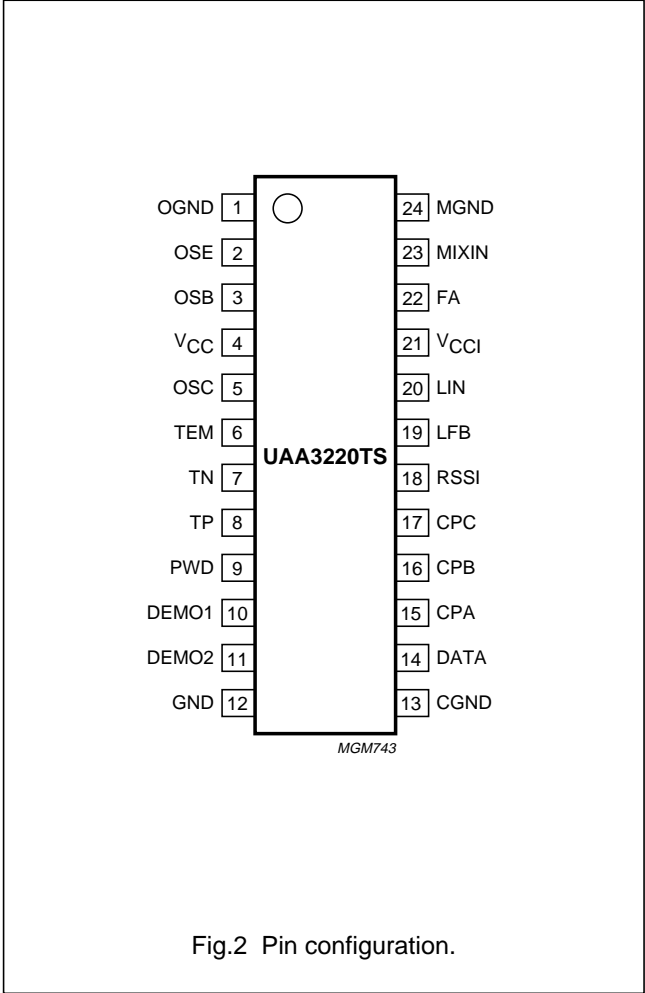 OGND 1 24 MGND
OSE 2 23 MIXIN
OSB 3 22 FA
VCC 4 21 VCCI
OSC 5 20 LIN
TEM 6 19 LFB
UAA3220TS
TN 7 18 RSSI
TP 8 17 CPC
PWD 9 16 CPB
DEMO1 10 15 CPA
DEMO2 11 14 DATA
GND 12 13 CGND
MGM743
Fig.2 Pin configuration.